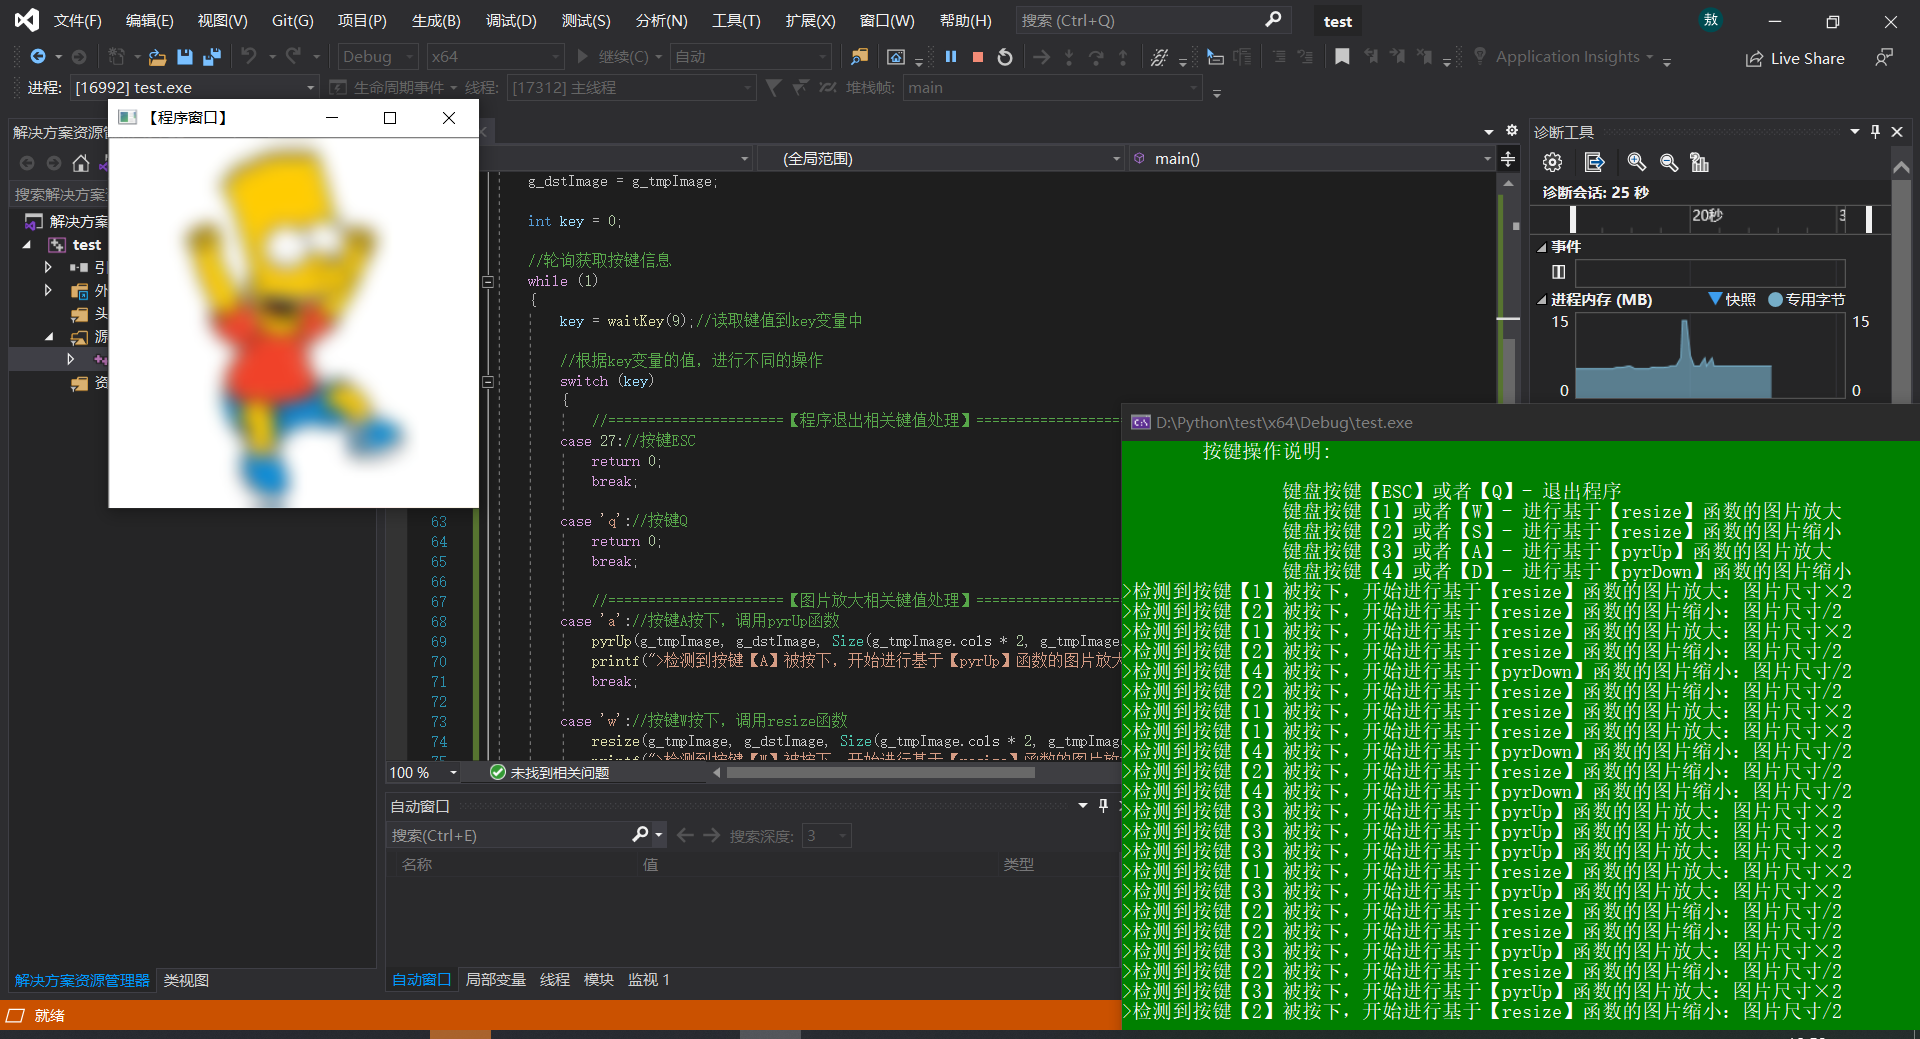 文件(F) 编辑(E) 视图(V) Git(G) 项目(P) 生成(B) 调试(D) 测试(S) 分析(N) 工具(T) 扩展(X) 窗口(W) 帮助(H) 搜索 (Ctrl+Q) test 敖
Debug x64 继续(C) 自动 Application Insights Live Share
进程: [16992] test.exe 生命周期事件 线程: [17312] 主线程 堆栈帧: main
解决方案资源管
搜索解决方案资
解决方案
test
引
外
头
源
资
【程序窗口】
(全局范围) main()
g_dstImage = g_tmpImage;
int key = 0;
//轮询获取按键信息
while (1)
{
key = waitKey(9);//读取键值到key变量中
//根据key变量的值，进行不同的操作
switch (key)
{
//======================【程序退出相关键值处理】==================
case 27://按键ESC
return 0;
break;
63 case 'q'://按键Q
64 return 0;
65 break;
66
67 //======================【图片放大相关键值处理】==================
68 case 'a'://按键A按下，调用pyrUp函数
69 pyrUp(g_tmpImage, g_dstImage, Size(g_tmpImage.cols * 2, g_tmpImage
70 printf(">检测到按键【A】被按下，开始进行基于【pyrUp】函数的图片放大
71 break;
72
73 case 'w'://按键W按下，调用resize函数
74 resize(g_tmpImage, g_dstImage, Size(g_tmpImage.cols * 2, g_tmpImag
75 printf(">检测到按键【W】被按下，开始进行基于【resize】函数的图片放
100 % 未找到相关问题
自动窗口
搜索(Ctrl+E) 搜索深度: 3
名称 值 类型
自动窗口 局部变量 线程 模块 监视 1
解决方案资源管理器 类视图
就绪
诊断工具
诊断会话: 25 秒
20秒 3
事件
进程内存 (MB) 快照 专用字节
15 15
0 0
D:\Python\test\x64\Debug\test.exe
按键操作说明:
键盘按键【ESC】或者【Q】- 退出程序
键盘按键【1】或者【W】- 进行基于【resize】函数的图片放大
键盘按键【2】或者【S】- 进行基于【resize】函数的图片缩小
键盘按键【3】或者【A】- 进行基于【pyrUp】函数的图片放大
键盘按键【4】或者【D】- 进行基于【pyrDown】函数的图片缩小
>检测到按键【1】被按下，开始进行基于【resize】函数的图片放大: 图片尺寸×2
>检测到按键【2】被按下，开始进行基于【resize】函数的图片缩小: 图片尺寸/2
>检测到按键【1】被按下，开始进行基于【resize】函数的图片放大: 图片尺寸×2
>检测到按键【2】被按下，开始进行基于【resize】函数的图片缩小: 图片尺寸/2
>检测到按键【4】被按下，开始进行基于【pyrDown】函数的图片缩小: 图片尺寸/2
>检测到按键【2】被按下，开始进行基于【resize】函数的图片缩小: 图片尺寸/2
>检测到按键【1】被按下，开始进行基于【resize】函数的图片放大: 图片尺寸×2
>检测到按键【1】被按下，开始进行基于【resize】函数的图片放大: 图片尺寸×2
>检测到按键【4】被按下，开始进行基于【pyrDown】函数的图片缩小: 图片尺寸/2
>检测到按键【2】被按下，开始进行基于【resize】函数的图片缩小: 图片尺寸/2
>检测到按键【4】被按下，开始进行基于【pyrDown】函数的图片缩小: 图片尺寸/2
>检测到按键【3】被按下，开始进行基于【pyrUp】函数的图片放大: 图片尺寸×2
>检测到按键【3】被按下，开始进行基于【pyrUp】函数的图片放大: 图片尺寸×2
>检测到按键【3】被按下，开始进行基于【pyrUp】函数的图片放大: 图片尺寸×2
>检测到按键【1】被按下，开始进行基于【resize】函数的图片放大: 图片尺寸×2
>检测到按键【3】被按下，开始进行基于【pyrUp】函数的图片放大: 图片尺寸×2
>检测到按键【2】被按下，开始进行基于【resize】函数的图片缩小: 图片尺寸/2
>检测到按键【2】被按下，开始进行基于【resize】函数的图片缩小: 图片尺寸/2
>检测到按键【3】被按下，开始进行基于【pyrUp】函数的图片放大: 图片尺寸×2
>检测到按键【2】被按下，开始进行基于【resize】函数的图片缩小: 图片尺寸/2
>检测到按键【3】被按下，开始进行基于【pyrUp】函数的图片放大: 图片尺寸×2
>检测到按键【2】被按下，开始进行基于【resize】函数的图片缩小: 图片尺寸/2